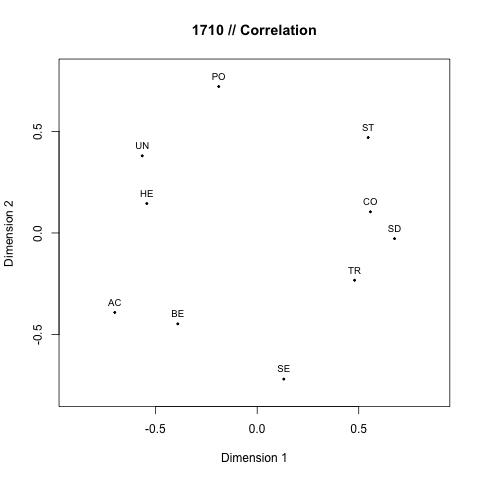 1710 // Correlation
PO
ST
UN
HE
CO
SD
TR
AC
BE
SE
Dimension 2
0.5
0.0
-0.5
-0.5 0.0 0.5
Dimension 1